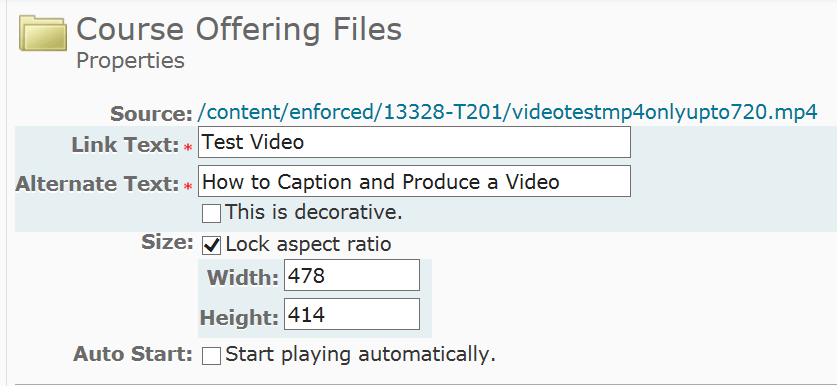 Course Offering Files
Properties
Source: /content/enforced/13328-T201/videotestmp4onlyupto720.mp4
Link Text: * Test Video
Alternate Text: * How to Caption and Produce a Video
This is decorative.
Size: Lock aspect ratio
Width: 478
Height: 414
Auto Start: Start playing automatically.